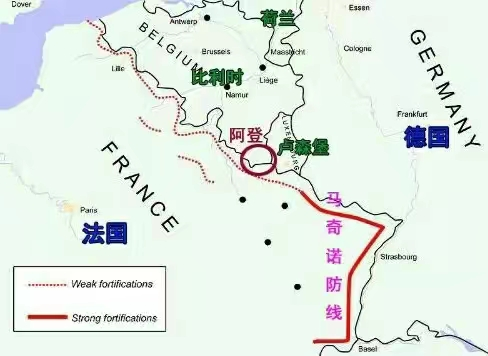 Dover
荷兰
Essen
Antwerp
BELGIUM
Brussels
Maastricht
Cologne
GERMANY
Lille
比利时
Liège
Namur
阿登
LUXEMBOURG
卢森堡
Frankfurt
德国
FRANCE
Paris
法国
马奇诺防线
Strasbourg
Weak fortifications
Strong fortifications
Basel